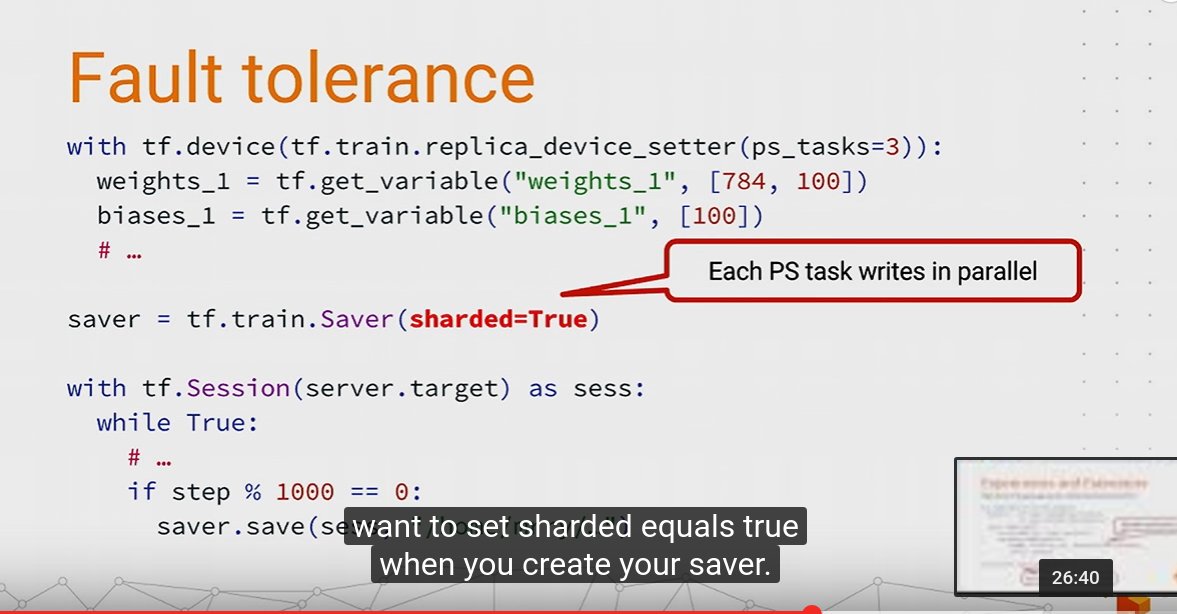 Fault tolerance
with tf.device(tf.train.replica_device_setter(ps_tasks=3)):
weights_1 = tf.get_variable("weights_1", [784, 100])
biases_1 = tf.get_variable("biases_1", [100])
# …
Each PS task writes in parallel
saver = tf.train.Saver(sharded=True)
with tf.Session(server.target) as sess:
while True:
# …
if step % 1000 == 0:
saver.save(
want to set sharded equals true
when you create your saver.
26:40